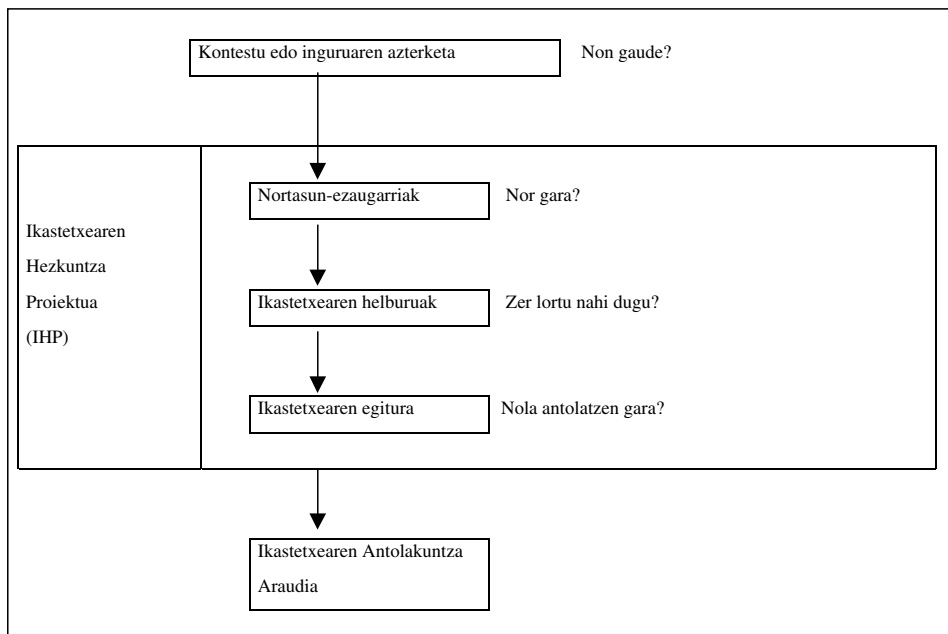 Kontestu edo inguruaren azterketa Non gaude?
Nortasun-ezaugarriak Nor gara?
Ikastetxearen
Hezkuntza
Proiektua
(IHP)
Ikastetxearen helburuak Zer lortu nahi dugu?
Ikastetxearen egitura Nola antolatzen gara?
Ikastetxearen Antolakuntza
Araudia